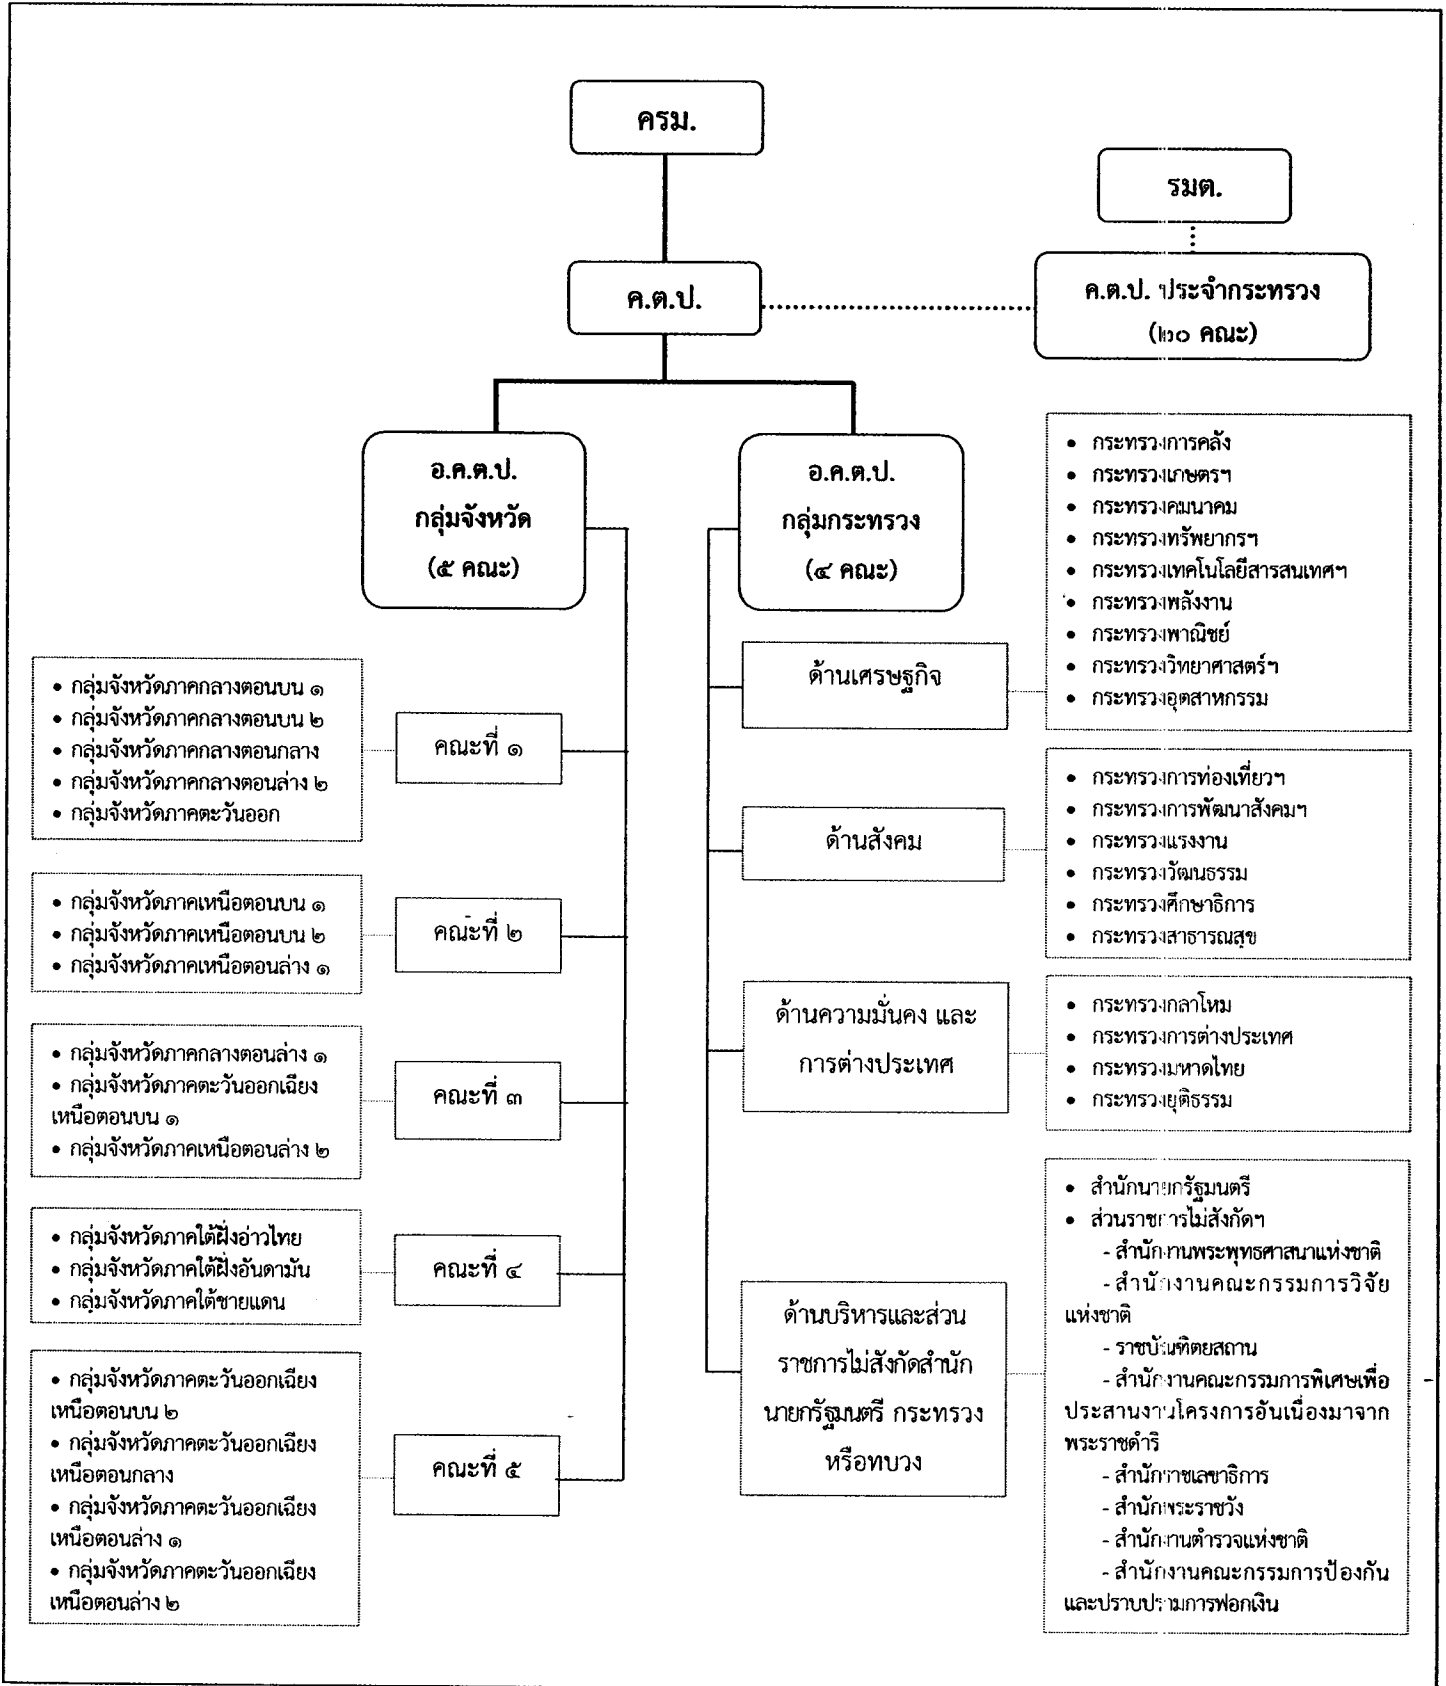 ครม.
รมต.
ค.ต.ป.
ค.ต.ป. ประจำกระทรวง
(๒๐ คณะ)
อ.ค.ต.ป.
กลุ่มจังหวัด
(๕ คณะ)
อ.ค.ต.ป.
กลุ่มกระทรวง
(๔ คณะ)
• กลุ่มจังหวัดภาคกลางตอนบน ๑
• กลุ่มจังหวัดภาคกลางตอนบน ๒
• กลุ่มจังหวัดภาคกลางตอนกลาง
• กลุ่มจังหวัดภาคกลางตอนล่าง ๒
• กลุ่มจังหวัดภาคตะวันออก
คณะที่ ๑
• กลุ่มจังหวัดภาคเหนือตอนบน ๑
• กลุ่มจังหวัดภาคเหนือตอนบน ๒
• กลุ่มจังหวัดภาคเหนือตอนล่าง ๑
คณะที่ ๒
• กลุ่มจังหวัดภาคกลางตอนล่าง ๑
• กลุ่มจังหวัดภาคตะวันออกเฉียง
เหนือตอนบน ๑
• กลุ่มจังหวัดภาคเหนือตอนล่าง ๒
คณะที่ ๓
• กลุ่มจังหวัดภาคใต้ฝั่งอ่าวไทย
• กลุ่มจังหวัดภาคใต้ฝั่งอันดามัน
• กลุ่มจังหวัดภาคใต้ชายแดน
คณะที่ ๔
• กลุ่มจังหวัดภาคตะวันออกเฉียง
เหนือตอนบน ๒
• กลุ่มจังหวัดภาคตะวันออกเฉียง
เหนือตอนกลาง
• กลุ่มจังหวัดภาคตะวันออกเฉียง
เหนือตอนล่าง ๑
• กลุ่มจังหวัดภาคตะวันออกเฉียง
เหนือตอนล่าง ๒
คณะที่ ๕
ด้านเศรษฐกิจ
• กระทรวงการคลัง
• กระทรวงเกษตรฯ
• กระทรวงคมนาคม
• กระทรวงทรัพยากรฯ
• กระทรวงเทคโนโลยีสารสนเทศฯ
• กระทรวงพลังงาน
• กระทรวงพาณิชย์
• กระทรวงวิทยาศาสตร์ฯ
• กระทรวงอุตสาหกรรม
ด้านสังคม
• กระทรวงการท่องเที่ยวฯ
• กระทรวงการพัฒนาสังคมฯ
• กระทรวงแรงงาน
• กระทรวงวัฒนธรรม
• กระทรวงศึกษาธิการ
• กระทรวงสาธารณสุข
ด้านความมั่นคง และ
การต่างประเทศ
• กระทรวงกลาโหม
• กระทรวงการต่างประเทศ
• กระทรวงมหาดไทย
• กระทรวงยุติธรรม
ด้านบริหารและส่วน
ราชการไม่สังกัดสำนัก
นายกรัฐมนตรี กระทรวง
หรือทบวง
• สำนักนายกรัฐมนตรี
• ส่วนราชการไม่สังกัดฯ
- สำนักงานพระพุทธศาสนาแห่งชาติ
- สำนักงานคณะกรรมการวิจัย
แห่งชาติ
- ราชบัณฑิตยสถาน
- สำนักงานคณะกรรมการพิเศษเพื่อ
ประสานงานโครงการอันเนื่องมาจาก
พระราชดำริ
- สำนักราชเลขาธิการ
- สำนักพระราชวัง
- สำนักงานตำรวจแห่งชาติ
- สำนักงานคณะกรรมการป้องกัน
และปราบปรามการฟอกเงิน